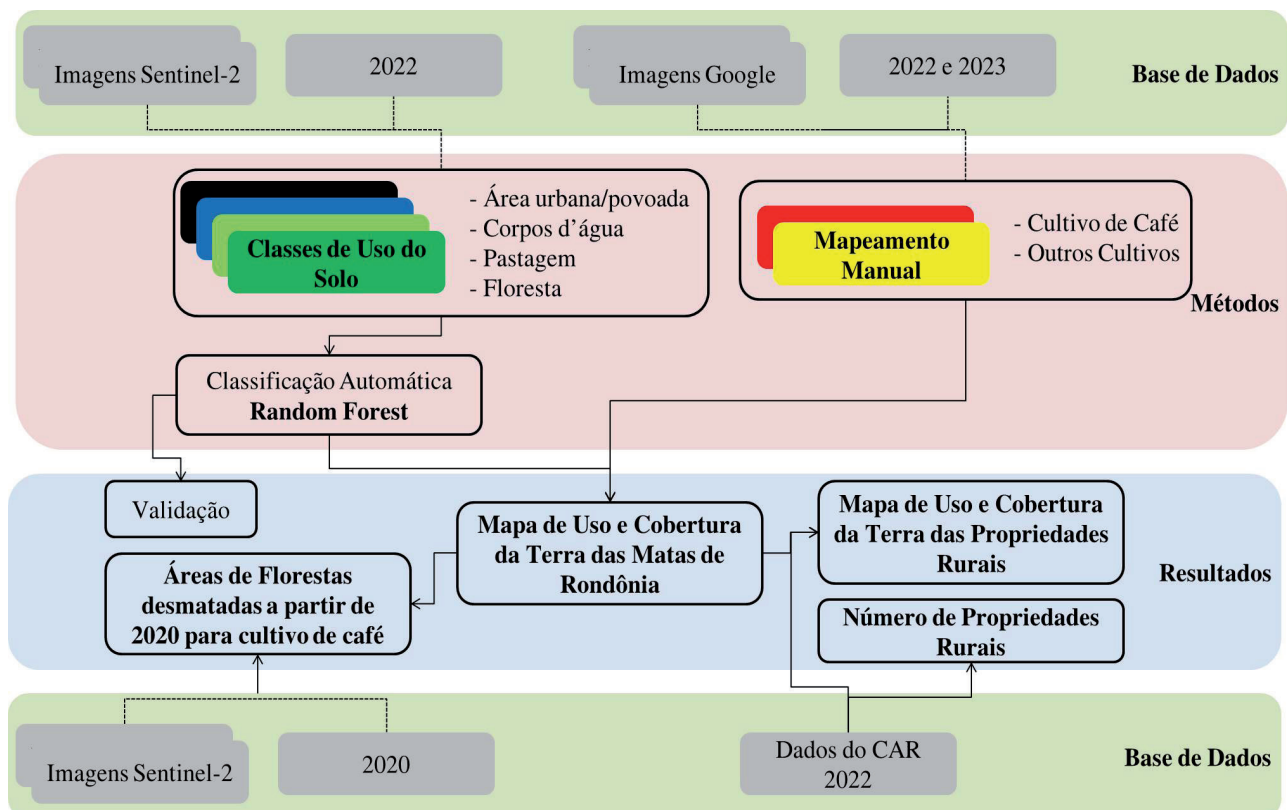 Imagens Sentinel-2
2022
Imagens Google
2022 e 2023
Base de Dados
Classes de Uso do
Solo
- Área urbana/povoada
- Corpos d'água
- Pastagem
- Floresta
Mapeamento
Manual
- Cultivo de Café
- Outros Cultivos
Métodos
Classificação Automática
Random Forest
Validação
Mapa de Uso e Cobertura
da Terra das Matas de
Rondônia
Mapa de Uso e Cobertura
da Terra das Propriedades
Rurais
Resultados
Áreas de Florestas
desmatadas a partir de
2020 para cultivo de café
Número de Propriedades
Rurais
Imagens Sentinel-2
2020
Dados do CAR
2022
Base de Dados